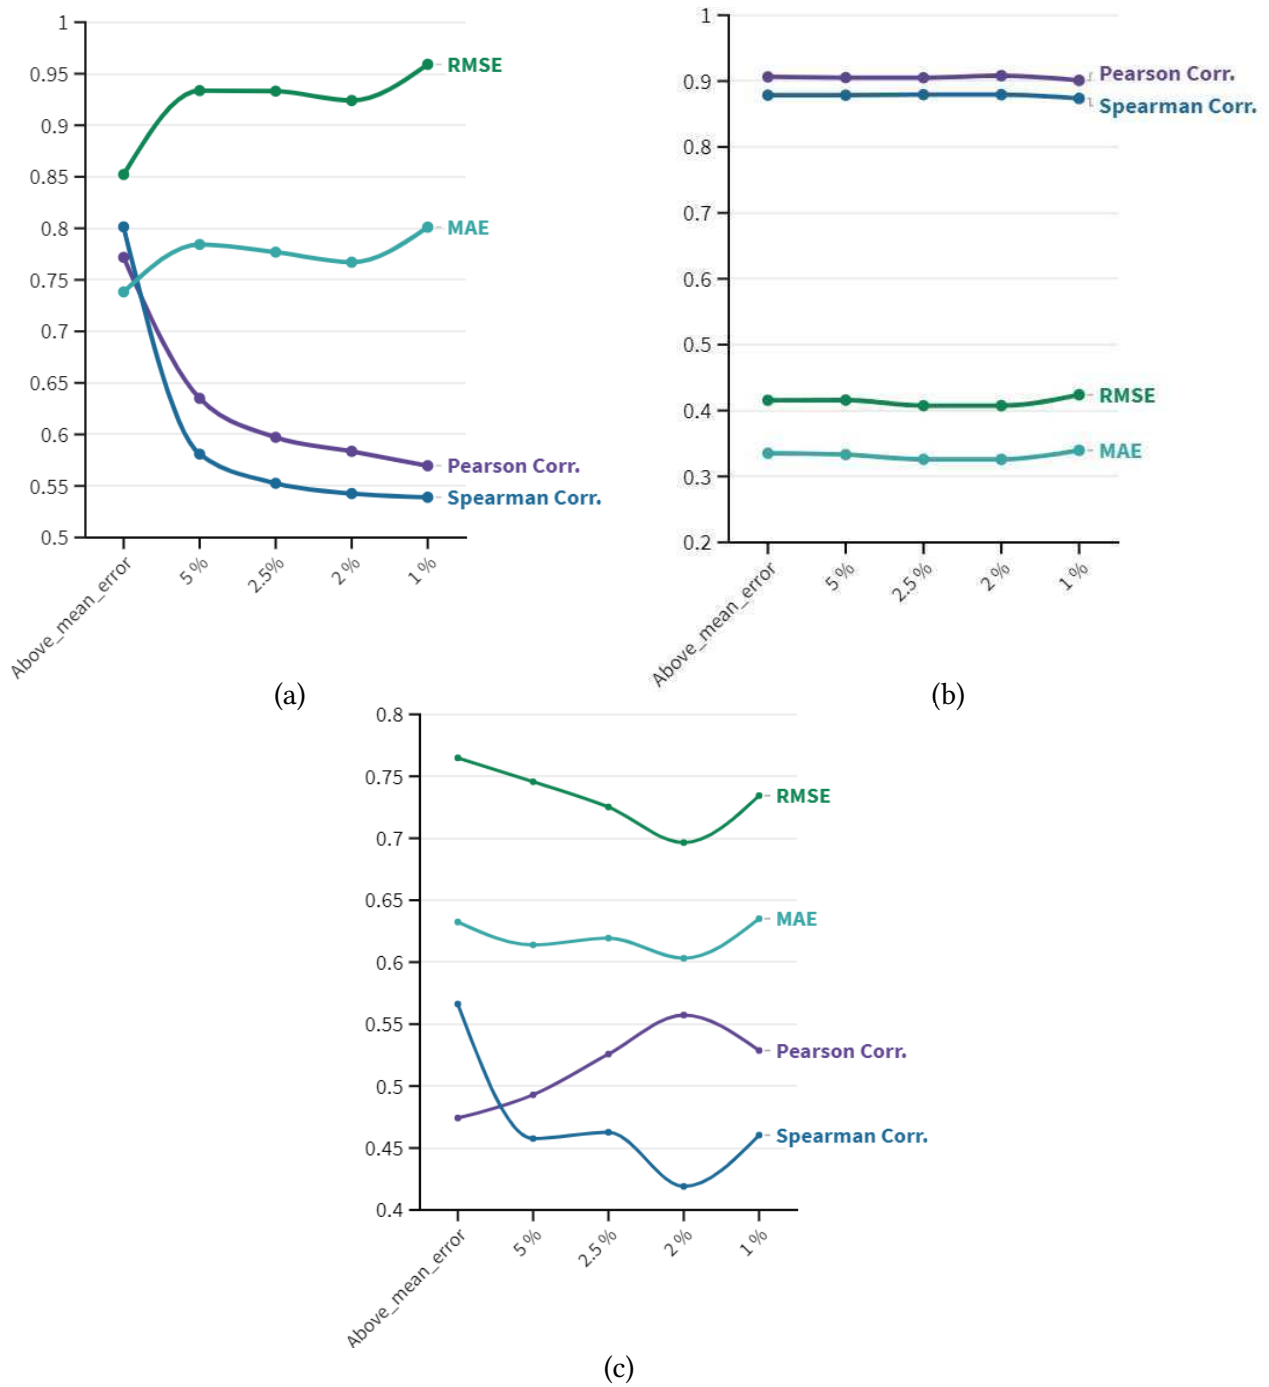 1
0.95
0.9
0.85
0.8
0.75
0.7
0.65
0.6
0.55
0.5
RMSE
MAE
Pearson Corr.
Spearman Corr.
Above_mean_error
5 %
2.5%
2 %
1 %
(a)
1
0.9
0.8
0.7
0.6
0.5
0.4
0.3
0.2
Pearson Corr.
Spearman Corr.
RMSE
MAE
Above_mean_error
5 %
2.5 %
2 %
1 %
(b)
0.8
0.75
0.7
0.65
0.6
0.55
0.5
0.45
0.4
RMSE
MAE
Pearson Corr.
Spearman Corr.
Above_mean_error
5 %
2.5 %
2 %
1 %
(c)